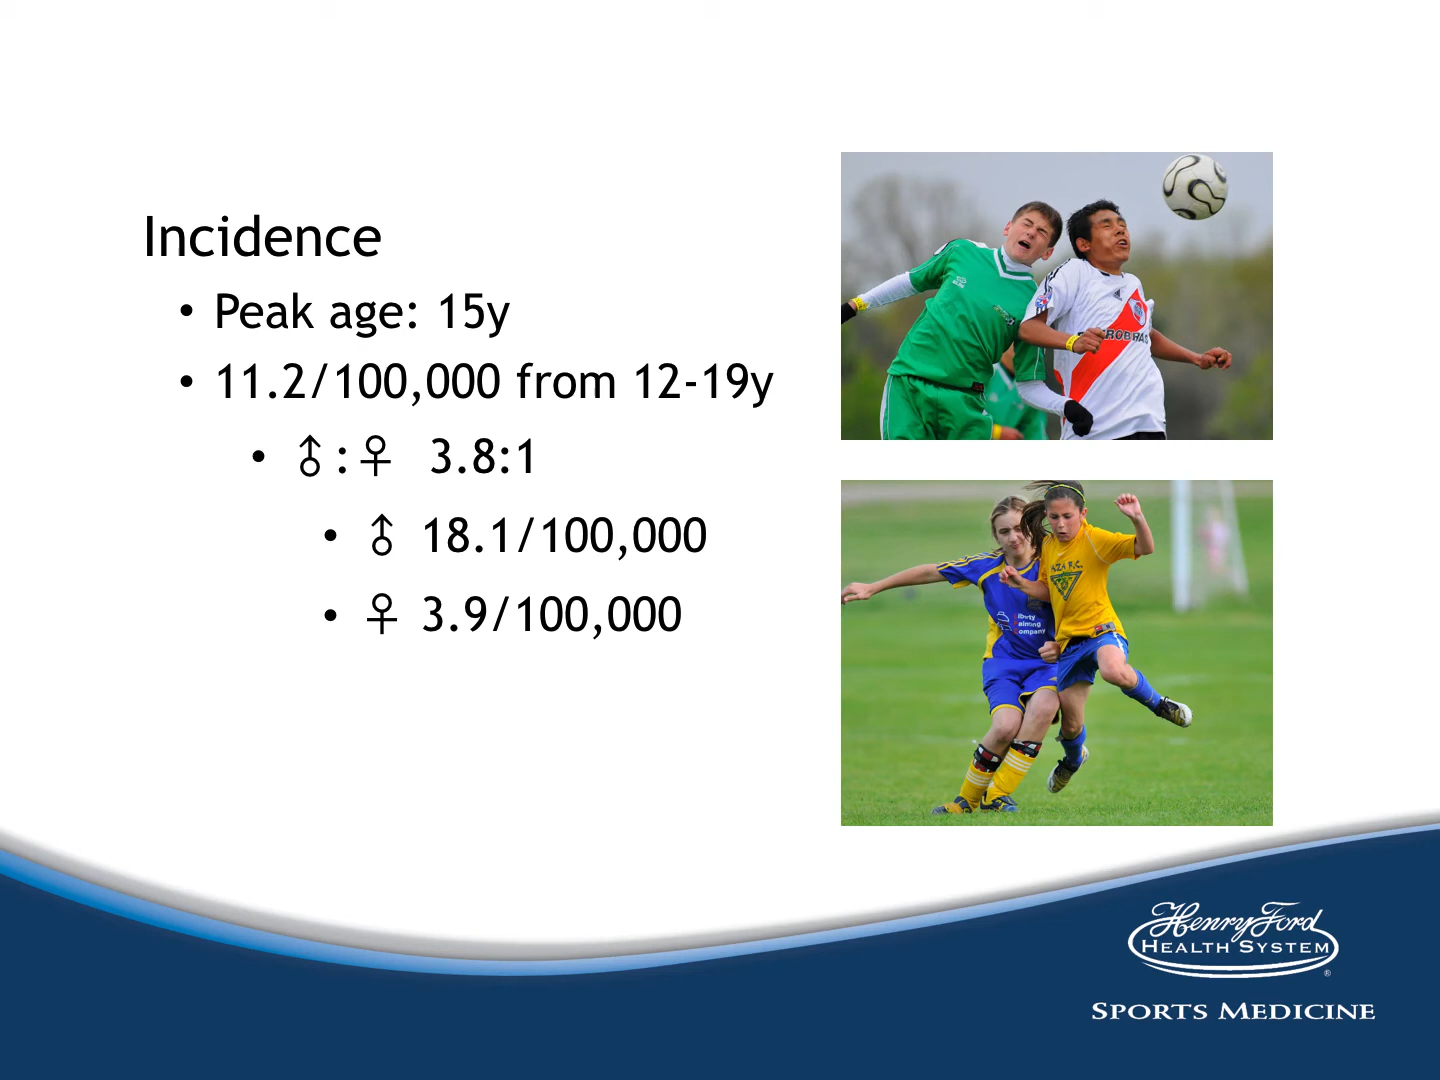 Incidence
• Peak age: 15y
• 11.2/100,000 from 12-19y
• ♂:♀ 3.8:1
• ♂ 18.1/100,000
• ♀ 3.9/100,000
Henry Ford
HEALTH SYSTEM
®
SPORTS MEDICINE